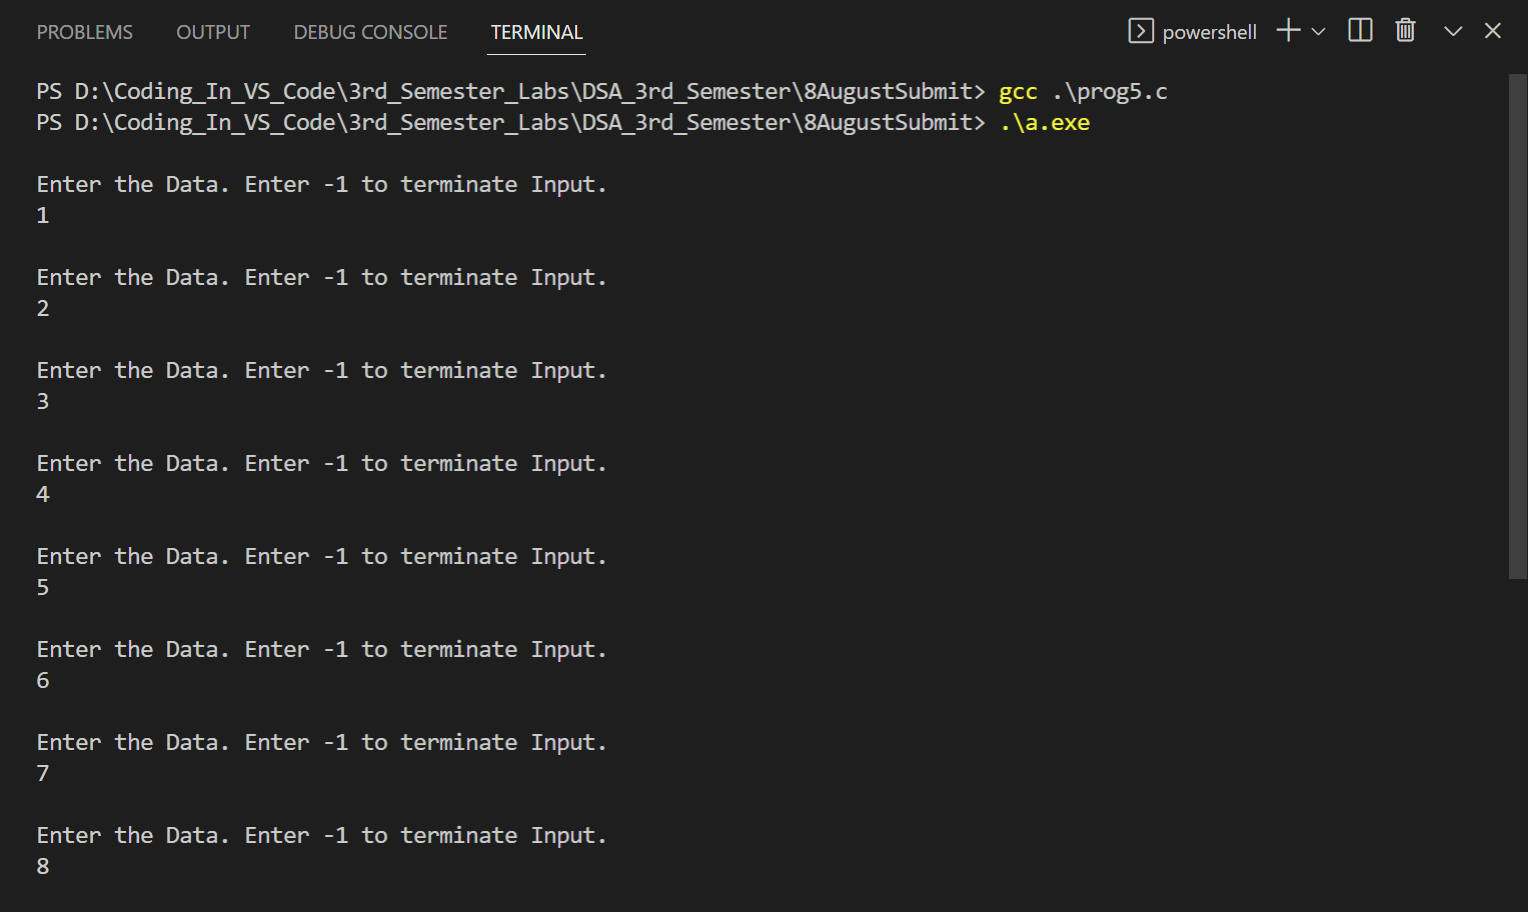 PROBLEMS OUTPUT DEBUG CONSOLE TERMINAL powershell
PS D:\Coding_In_VS_Code\3rd_Semester_Labs\DSA_3rd_Semester\8AugustSubmit> gcc .\prog5.c
PS D:\Coding_In_VS_Code\3rd_Semester_Labs\DSA_3rd_Semester\8AugustSubmit> .\a.exe
Enter the Data. Enter -1 to terminate Input.
1
Enter the Data. Enter -1 to terminate Input.
2
Enter the Data. Enter -1 to terminate Input.
3
Enter the Data. Enter -1 to terminate Input.
4
Enter the Data. Enter -1 to terminate Input.
5
Enter the Data. Enter -1 to terminate Input.
6
Enter the Data. Enter -1 to terminate Input.
7
Enter the Data. Enter -1 to terminate Input.
8